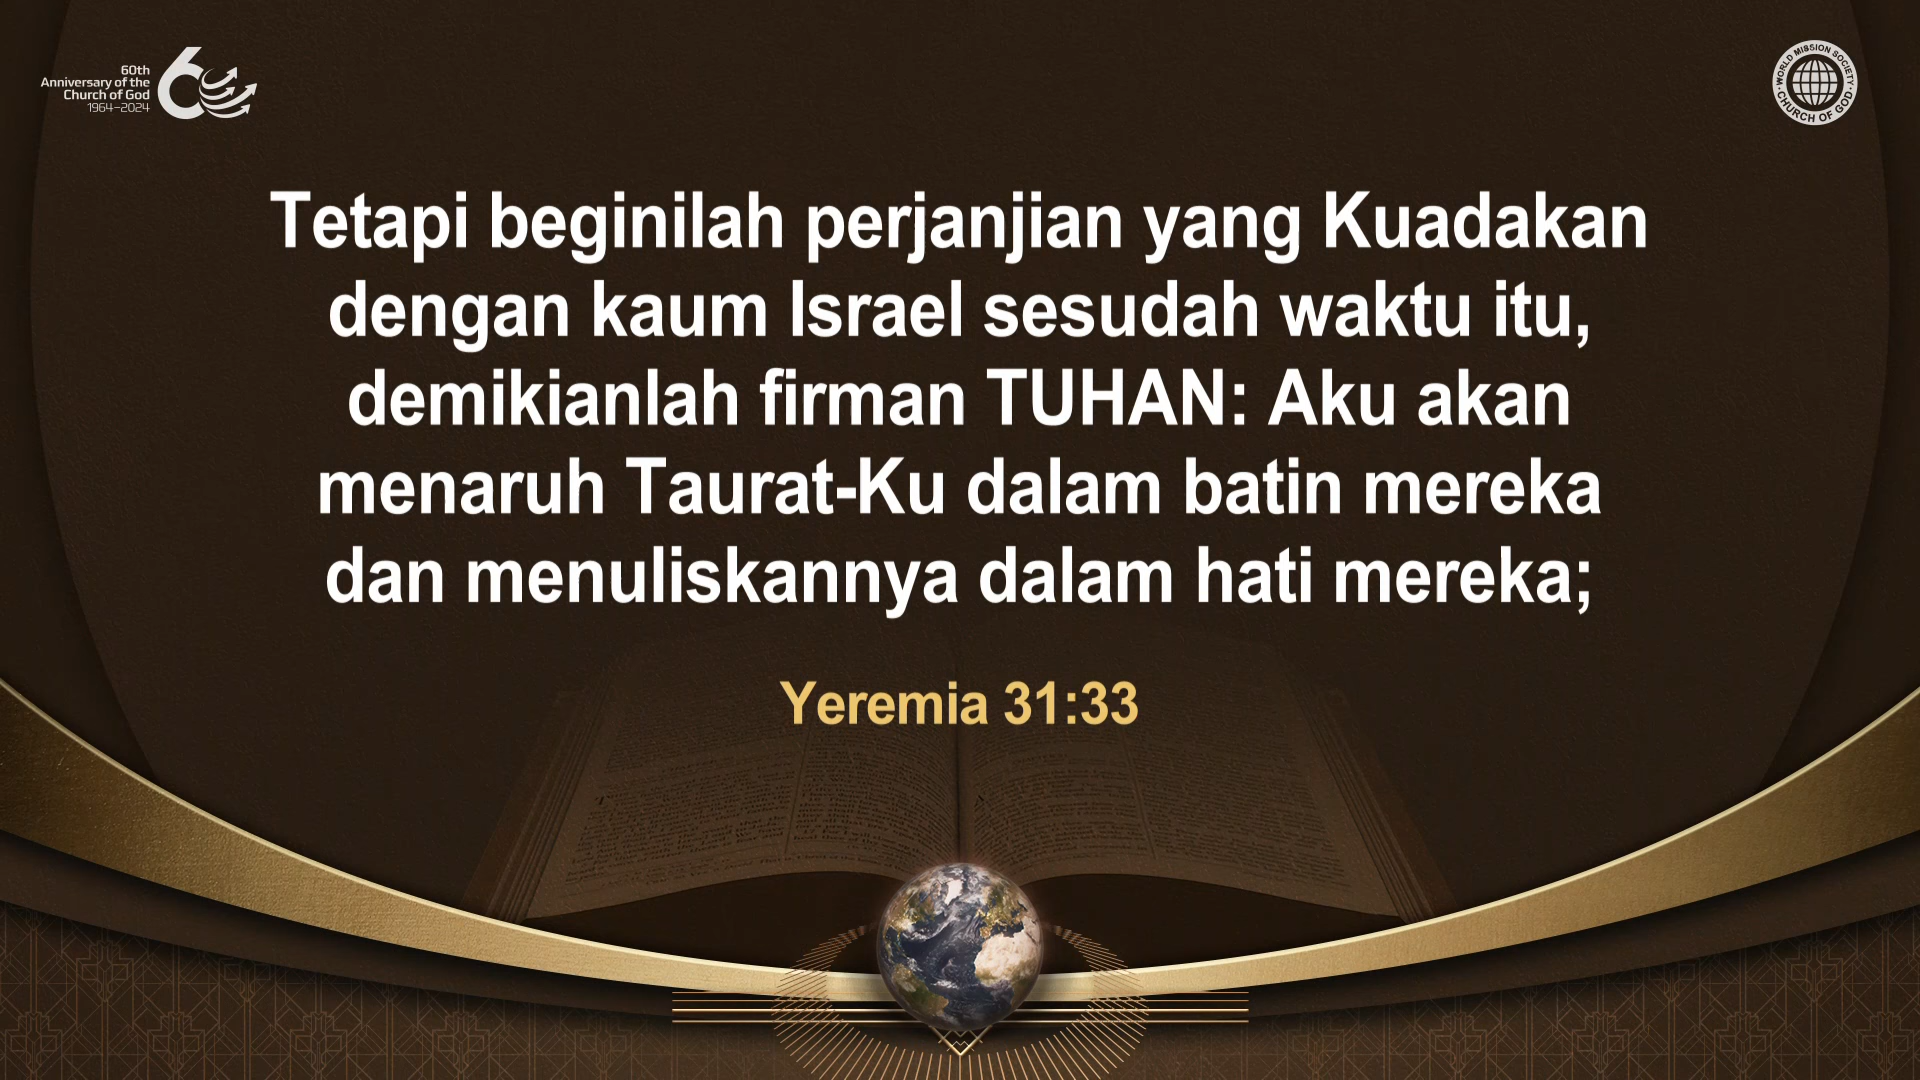 60th
Anniversary of the
Church of God
1964–2024
WORLD MISSION SOCIETY
CHURCH OF GOD
Tetapi beginilah perjanjian yang Kuadakan
dengan kaum Israel sesudah waktu itu,
demikianlah firman TUHAN: Aku akan
menaruh Taurat-Ku dalam batin mereka
dan menuliskannya dalam hati mereka;
Yeremia 31:33